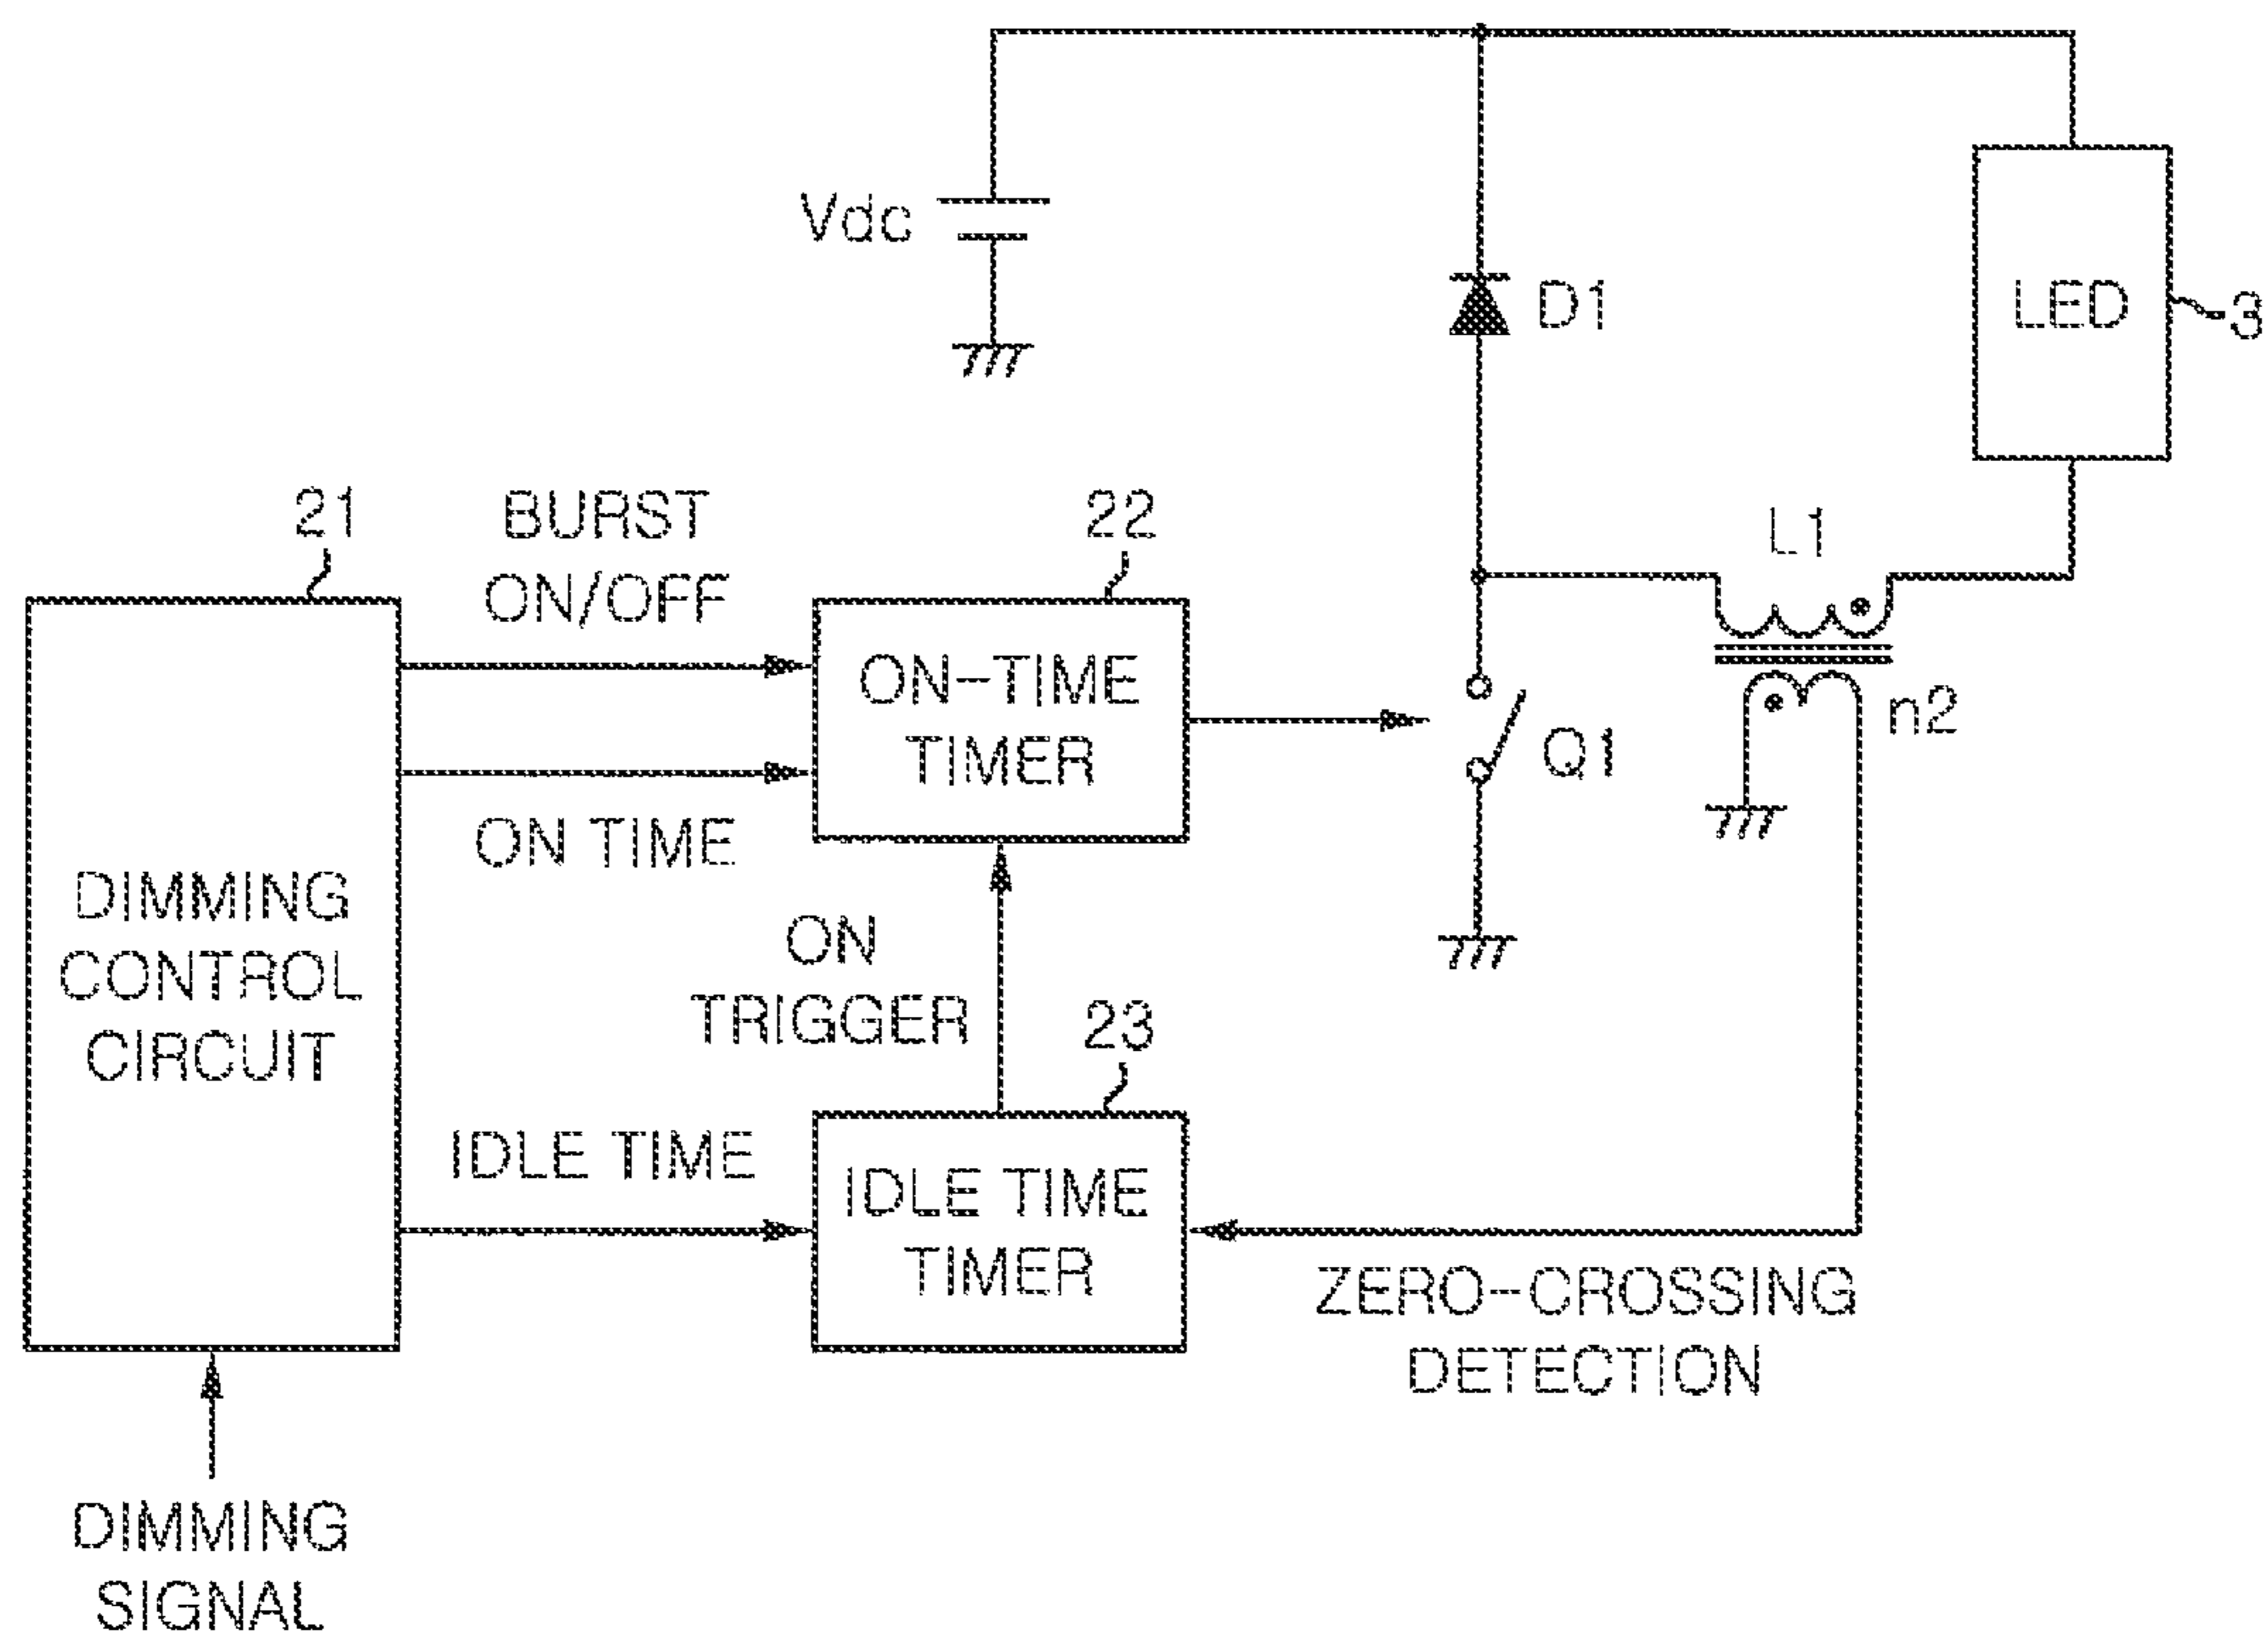 Vdc
D1
LED
3
21
BURST
ON/OFF
22
L1
ON-TIME
TIMER
n2
Q1
ON TIME
DIMMING
CONTROL
CIRCUIT
ON
TRIGGER
23
IDLE TIME
IDLE TIME
TIMER
ZERO-CROSSING
DETECTION
DIMMING
SIGNAL